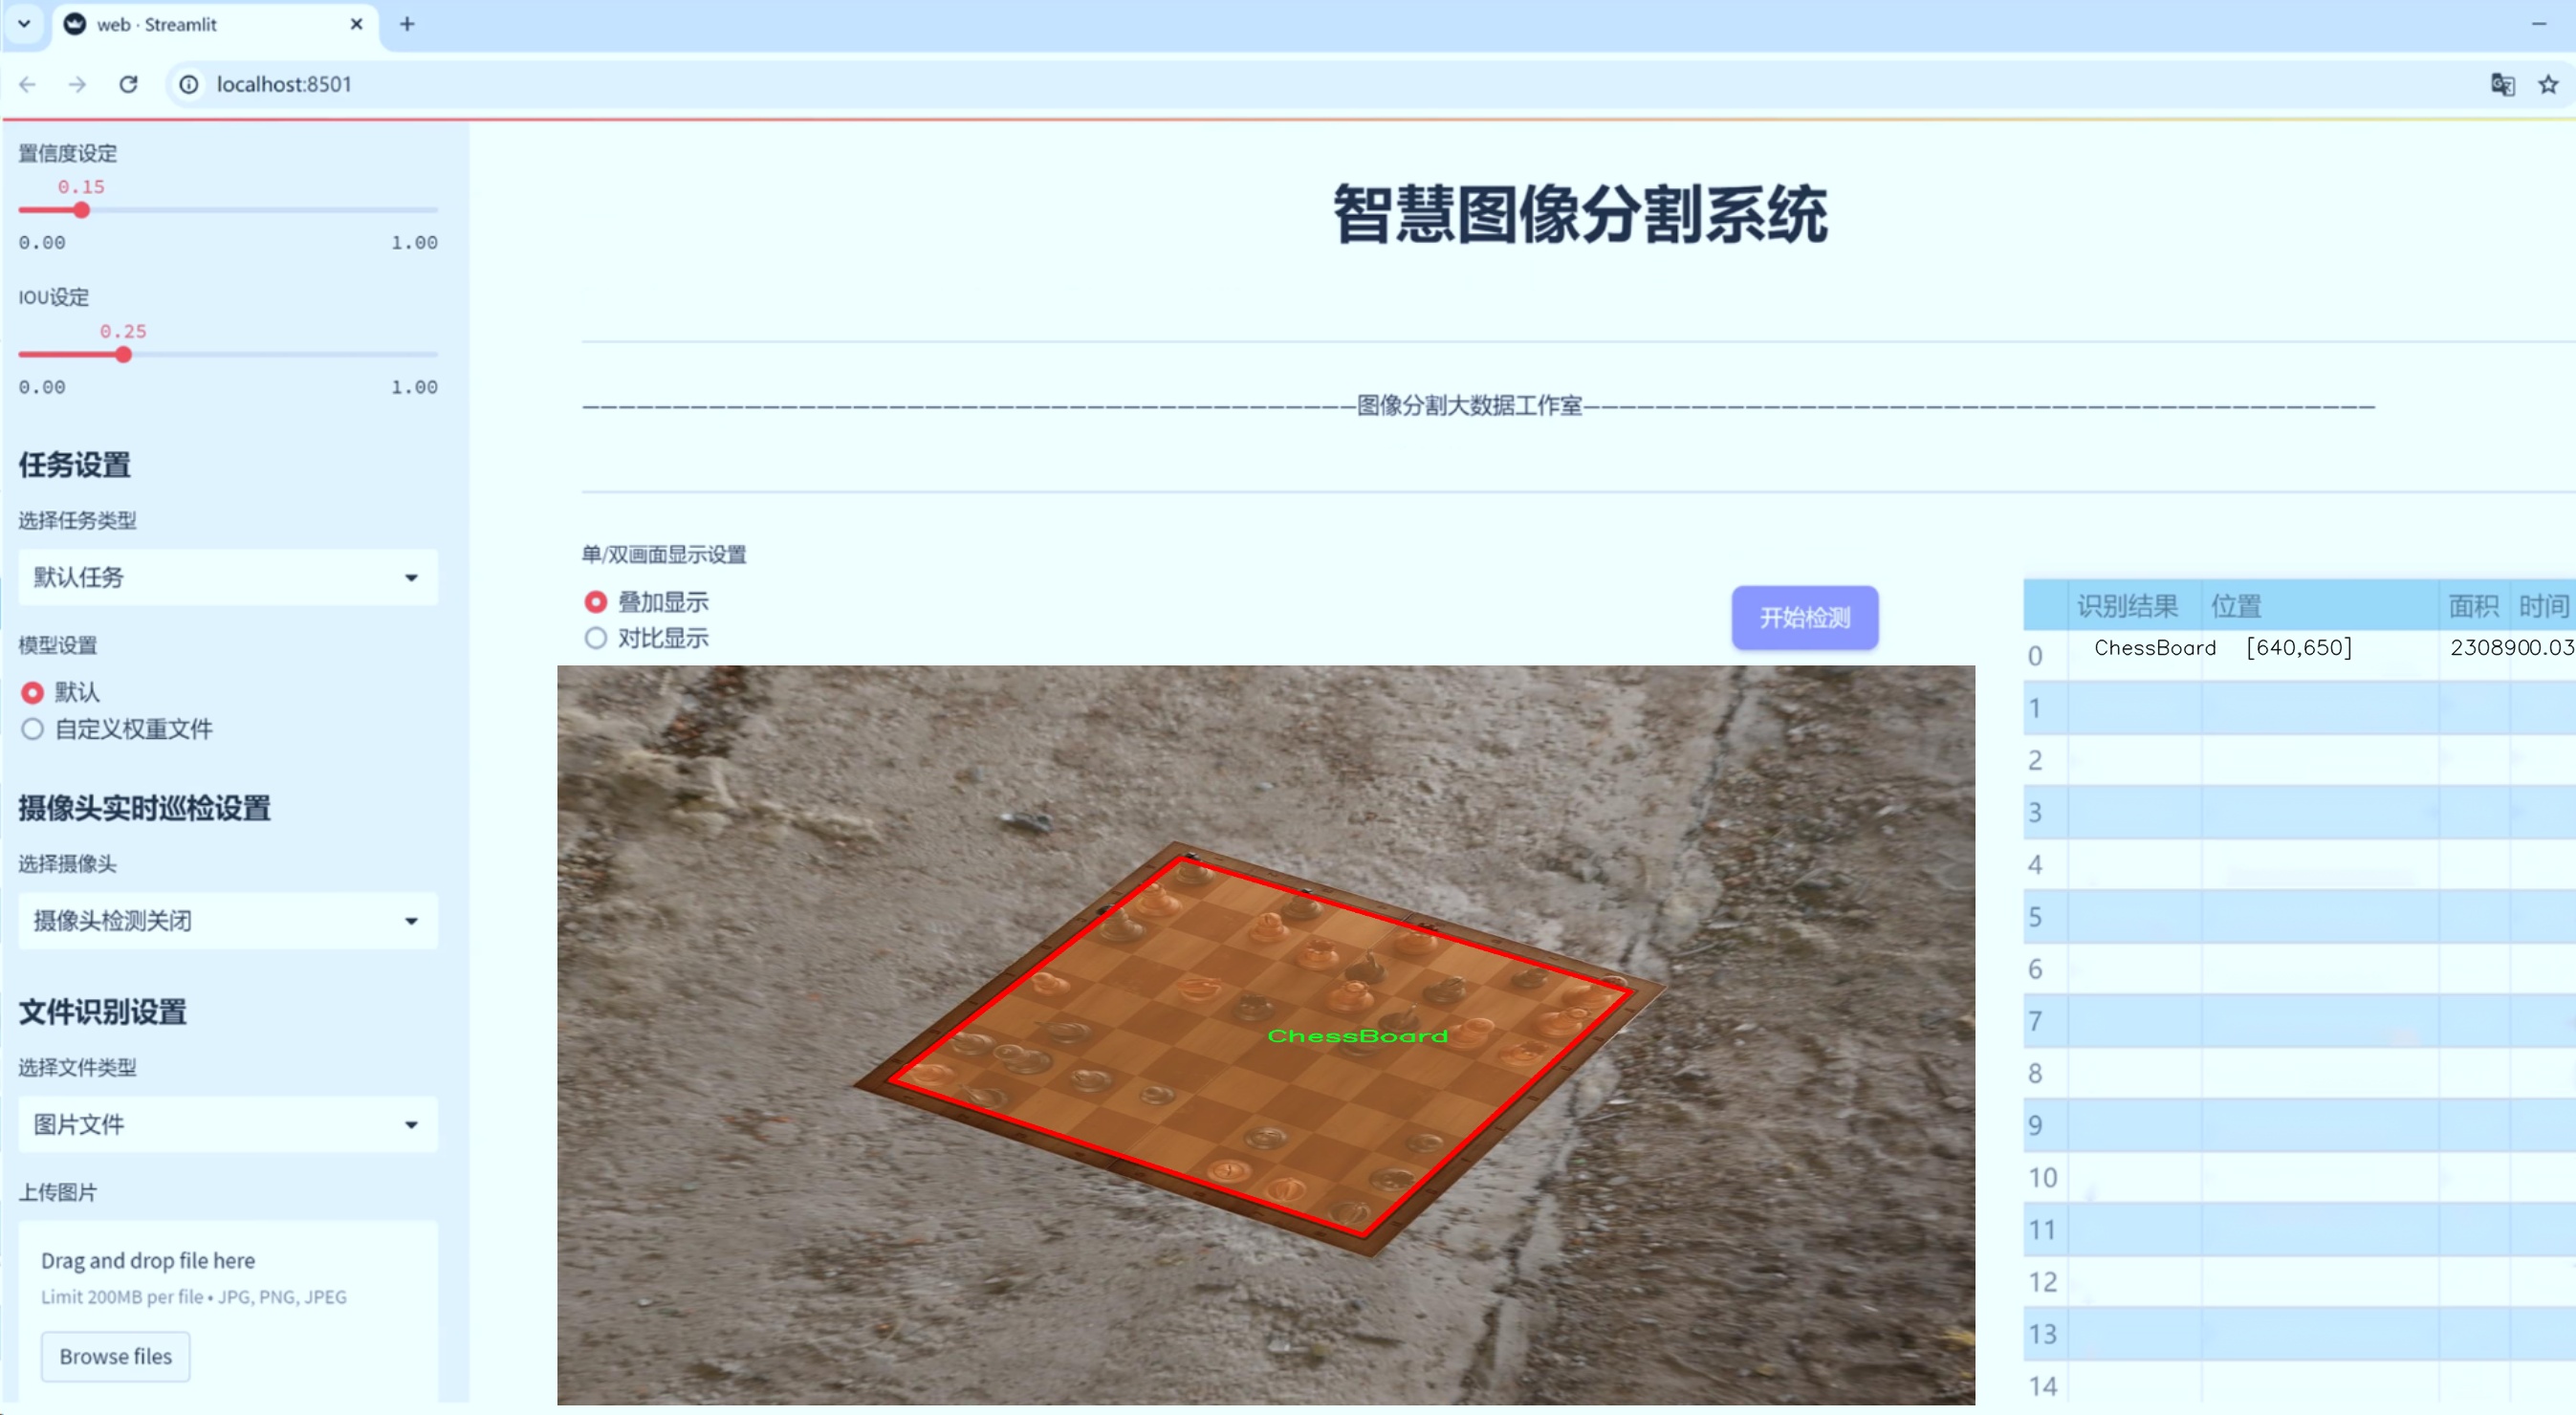 web · Streamlit
localhost:8501
置信度设定
0.15
0.00 1.00
IOU设定
0.25
0.00 1.00
任务设置
选择任务类型
默认任务
模型设置
默认
自定义权重文件
摄像头实时巡检设置
选择摄像头
摄像头检测关闭
文件识别设置
选择文件类型
图片文件
上传图片
Drag and drop file here
Limit 200MB per file • JPG, PNG, JPEG
Browse files
智慧图像分割系统
图像分割大数据工作室
单/双画面显示设置
叠加显示
对比显示
开始检测
ChessBoard
识别结果 位置 面积 时间
0 ChessBoard [640,650] 2308900.03
1
2
3
4
5
6
7
8
9
10
11
12
13
14